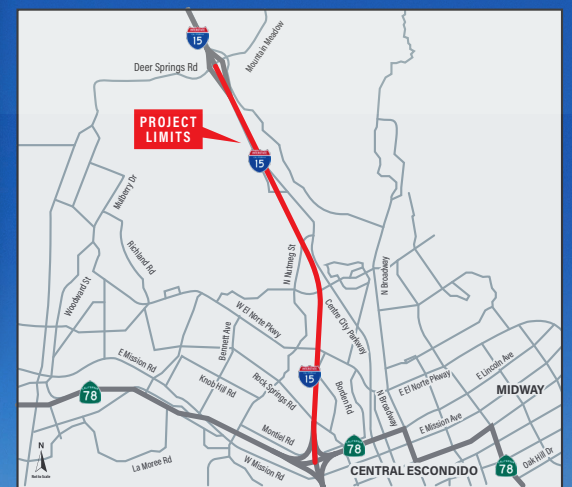 15
Mountain Meadow
Deer Springs Rd
PROJECT
LIMITS
15
Mulberry Dr
Richland Rd
N Nutmeg St
N Broadway
Woodward St
W El Norte Pkwy
Centre City Parkway
Bennett Ave
E Mission Rd
15
Knob Hill Rd
Rock Springs Rd
Borden Rd
N Broadway
E El Norte Pkwy
E Lincoln Ave
MIDWAY
78
E Mission Ave
Montiel Rd
78
N
Not to Scale
La Moree Rd
W Mission Rd
CENTRAL ESCONDIDO
78
Oak Hill Dr